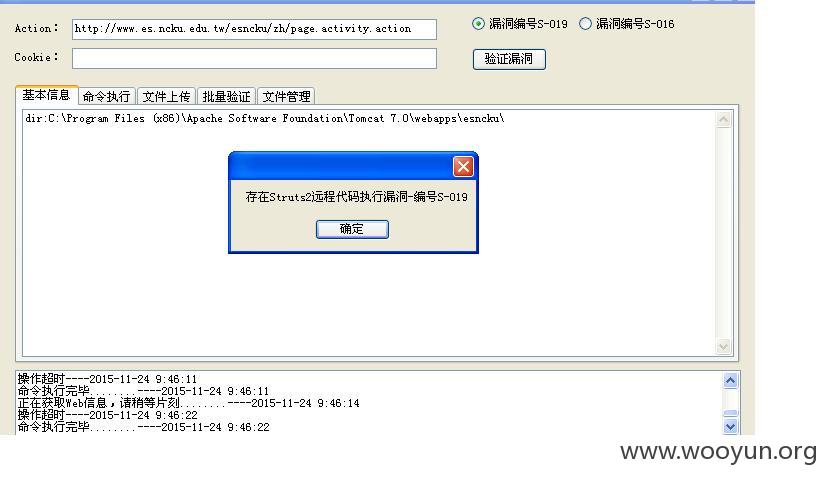 Action： http://www.es.ncku.edu.tw/esncku/zh/page.activity.action 漏洞编号S-019 漏洞编号S-016
Cookie： 验证漏洞
基本信息 命令执行 文件上传 批量验证 文件管理
dir:C:\Program Files (x86)\Apache Software Foundation\Tomcat 7.0\webapps\esncku\
存在Struts2远程代码执行漏洞-编号S-019
确定
操作超时----2015-11-24 9:46:11
命令执行完毕........----2015-11-24 9:46:11
正在获取Web信息，请稍等片刻........----2015-11-24 9:46:14
操作超时----2015-11-24 9:46:22
命令执行完毕........----2015-11-24 9:46:22
www.wooyun.org